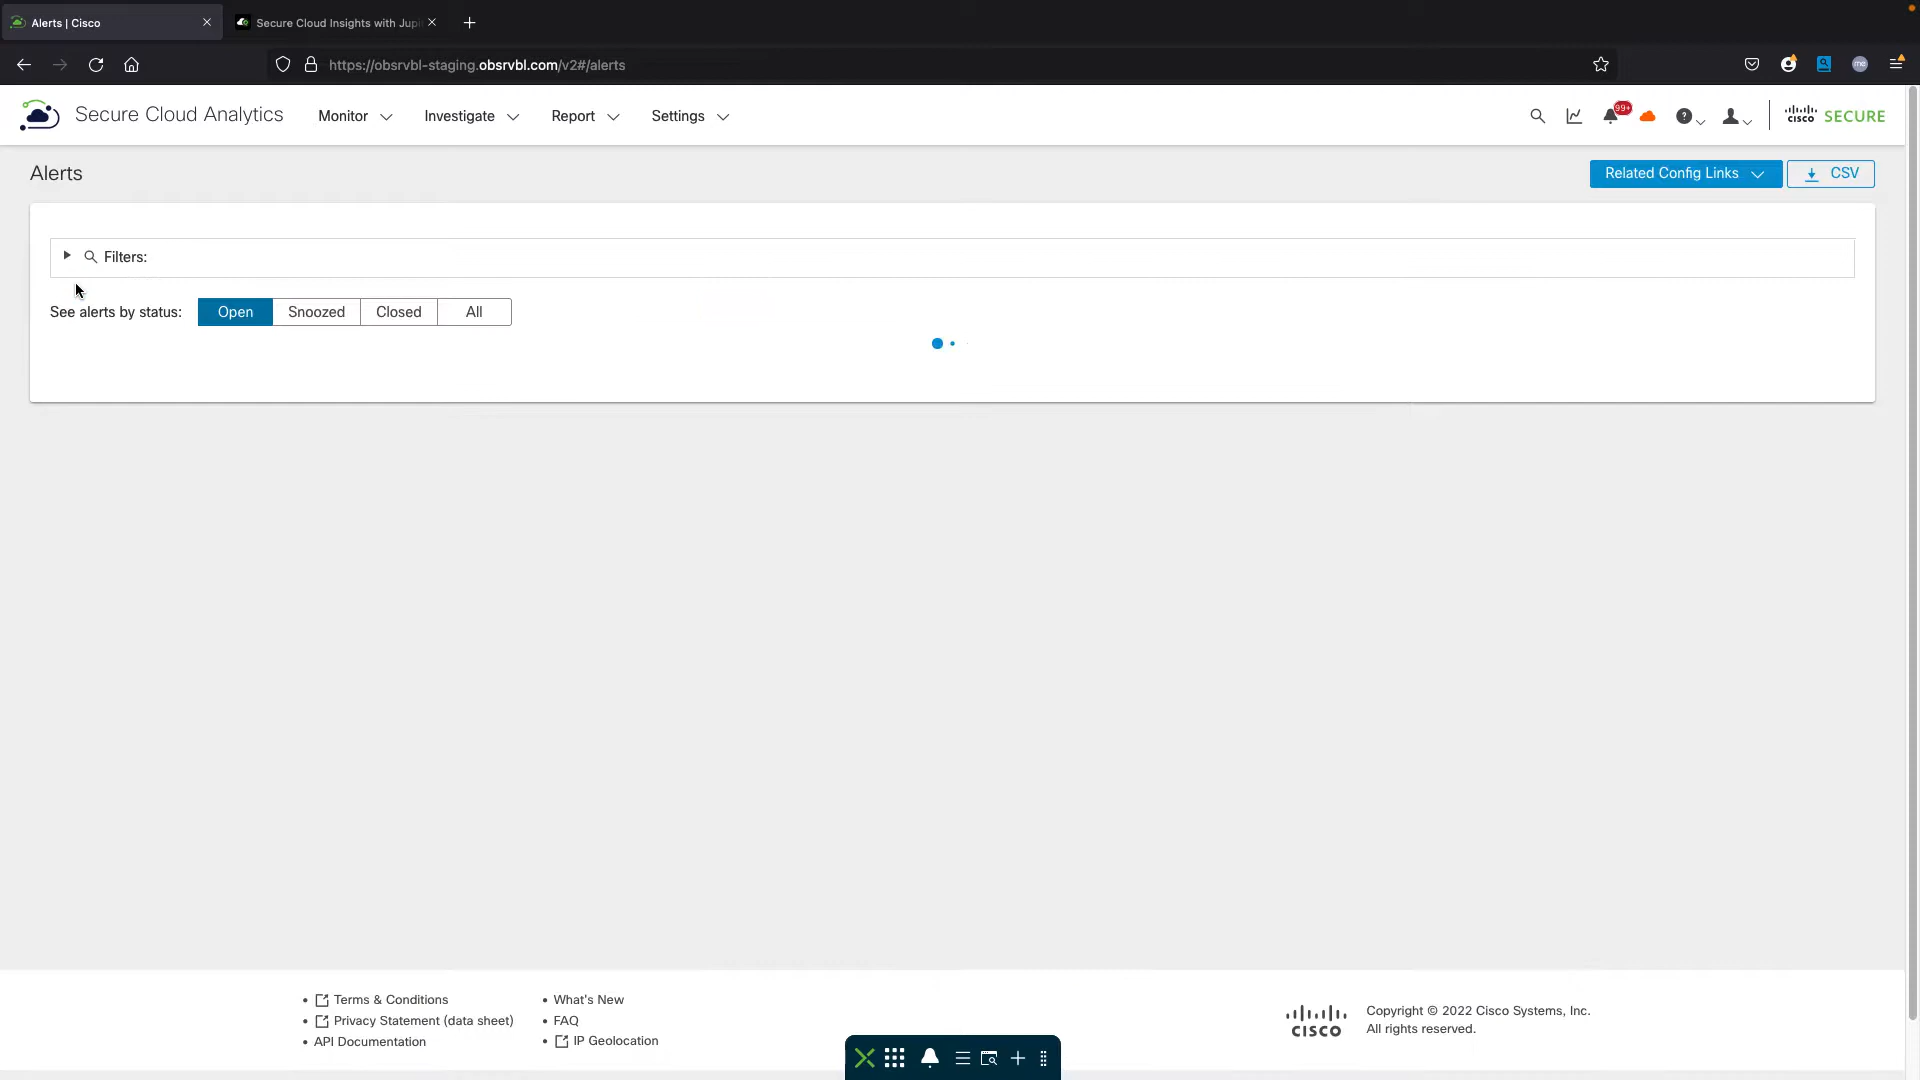 Alerts | Cisco
Secure Cloud Insights with Jupi
https://obsrvbl-staging.obsrvbl.com/v2#/alerts
Secure Cloud Analytics
Monitor
Investigate
Report
Settings
99+
?
cisco SECURE
Alerts
Related Config Links
CSV
Filters:
See alerts by status:
Open
Snoozed
Closed
All
• Terms & Conditions
• Privacy Statement (data sheet)
• API Documentation
• What's New
• FAQ
• IP Geolocation
cisco
Copyright © 2022 Cisco Systems, Inc.
All rights reserved.